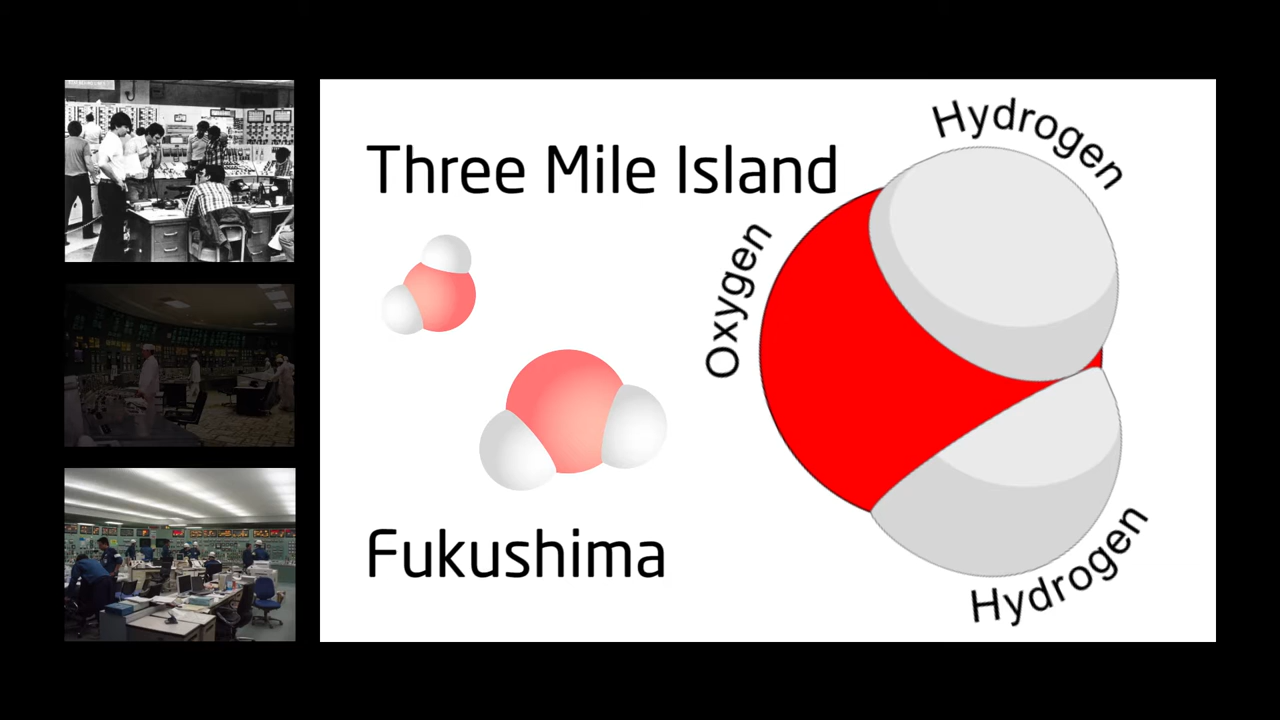 Three Mile Island
Hydrogen
Oxygen
Fukushima
Hydrogen